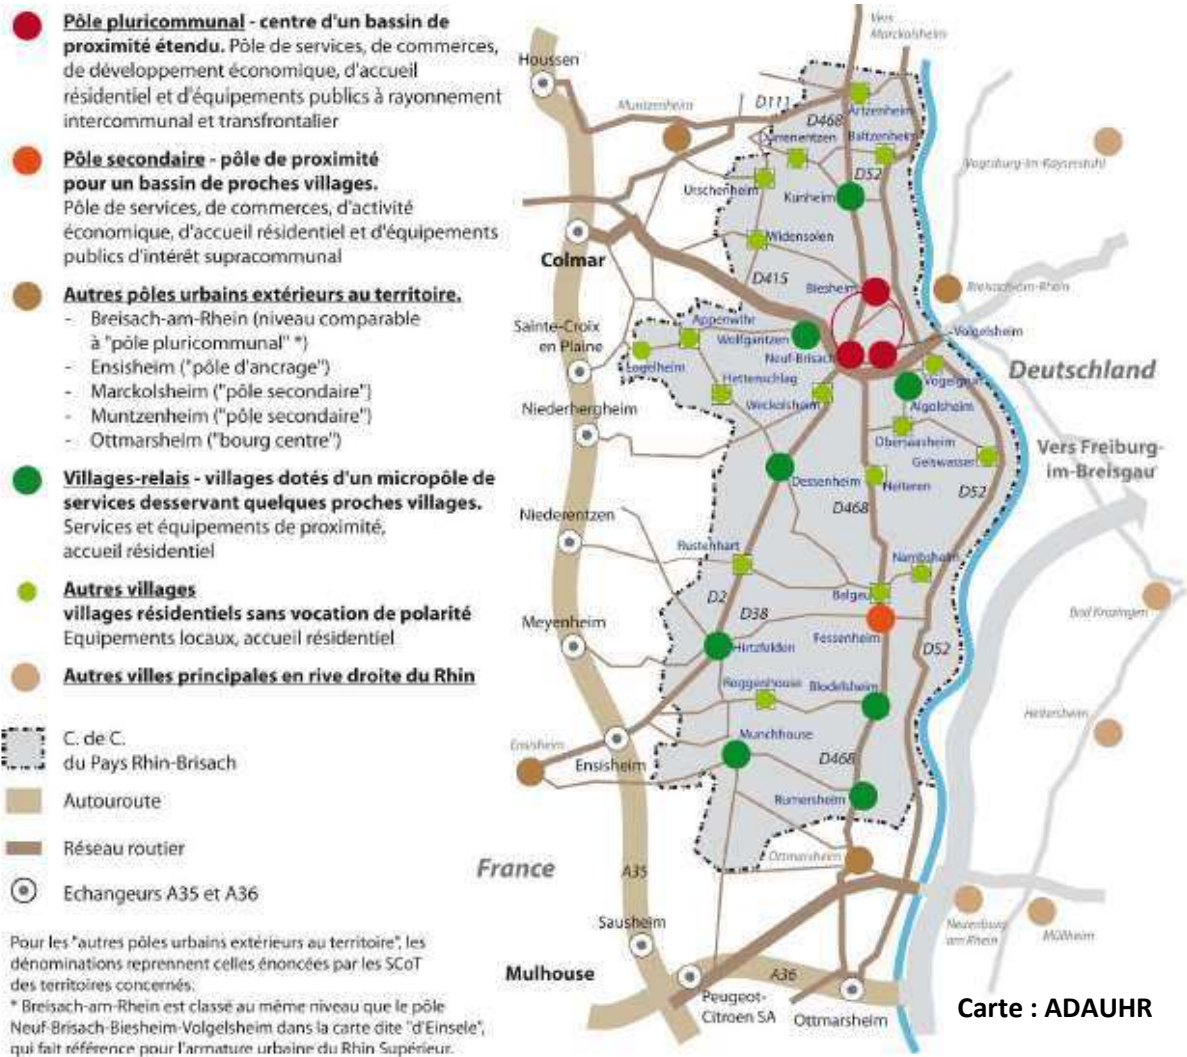 Pôle pluricommunal - centre d'un bassin de
proximité étendu. Pôle de services, de commerces,
de développement économique, d'accueil
résidentiel et d'équipements publics à rayonnement
intercommunal et transfrontalier
Pôle secondaire - pôle de proximité
pour un bassin de proches villages.
Pôle de services, de commerces, d'activité
économique, d'accueil résidentiel et d'équipements
publics d'intérêt supracommunal
Autres pôles urbains extérieurs au territoire.
- Breisach-am-Rhein (niveau comparable
à "pôle pluricommunal" *)
- Ensisheim ("pôle d'ancrage")
- Marckolsheim ("pôle secondaire")
- Muntzenheim ("pôle secondaire")
- Ottmarsheim ("bourg centre")
Villages-relais - villages dotés d'un micropôle de
services desservant quelques proches villages.
Services et équipements de proximité,
accueil résidentiel
Autres villages
villages résidentiels sans vocation de polarité
Equipements locaux, accueil résidentiel
Autres villes principales en rive droite du Rhin
C. de C.
du Pays Rhin-Brisach
Autouroute
Réseau routier
Echangeurs A35 et A36
Pour les "autres pôles urbains extérieurs au territoire", les
dénominations reprennent celles énoncées par les SCoT
des territoires concernés.
* Breisach-am-Rhein est classé au même niveau que le pôle
Neuf-Brisach-Biesheim-Volgelsheim dans la carte dite "d'Einsele",
qui fait référence pour l'armature urbaine du Rhin Supérieur.
Vers
Marckolsheim
Houssen
Muntzenheim
D111
D468
Artzenheim
Baltzenheim
Vogtsburg-im-Kayserstuhl
D52
Urschenheim
Kunheim
Widensolen
Colmar
D415
Biesheim
Breisach-am-Rhein
Sainte-Croix
en Plaine
Appenwihr
Wolfgantzen
Volgelsheim
Logelheim
Neuf-Brisach
Hettenschlag
Weckolsheim
Vogelgrun
Deutschland
Algolsheim
Niederhergheim
Obersaasheim
Geiswasser
Vers Freiburg-
im-Breisgau
Dessenheim
Heiteren
D52
D468
Niederentzen
Rustenhart
Nambsheim
Balgau
D2
D38
Bad Krozingen
Meyenheim
Hirtzfelden
Fessenheim
D52
Roggenhouse
Blodelsheim
Heitersheim
Ensisheim
Munchhouse
Ensisheim
D468
Rumersheim
France
Ottmarsheim
A35
Sausheim
Neuenburg
am Rhein
Müllheim
Mulhouse
A36
Peugeot-
Citroen SA
Ottmarsheim
Carte : ADAUHR